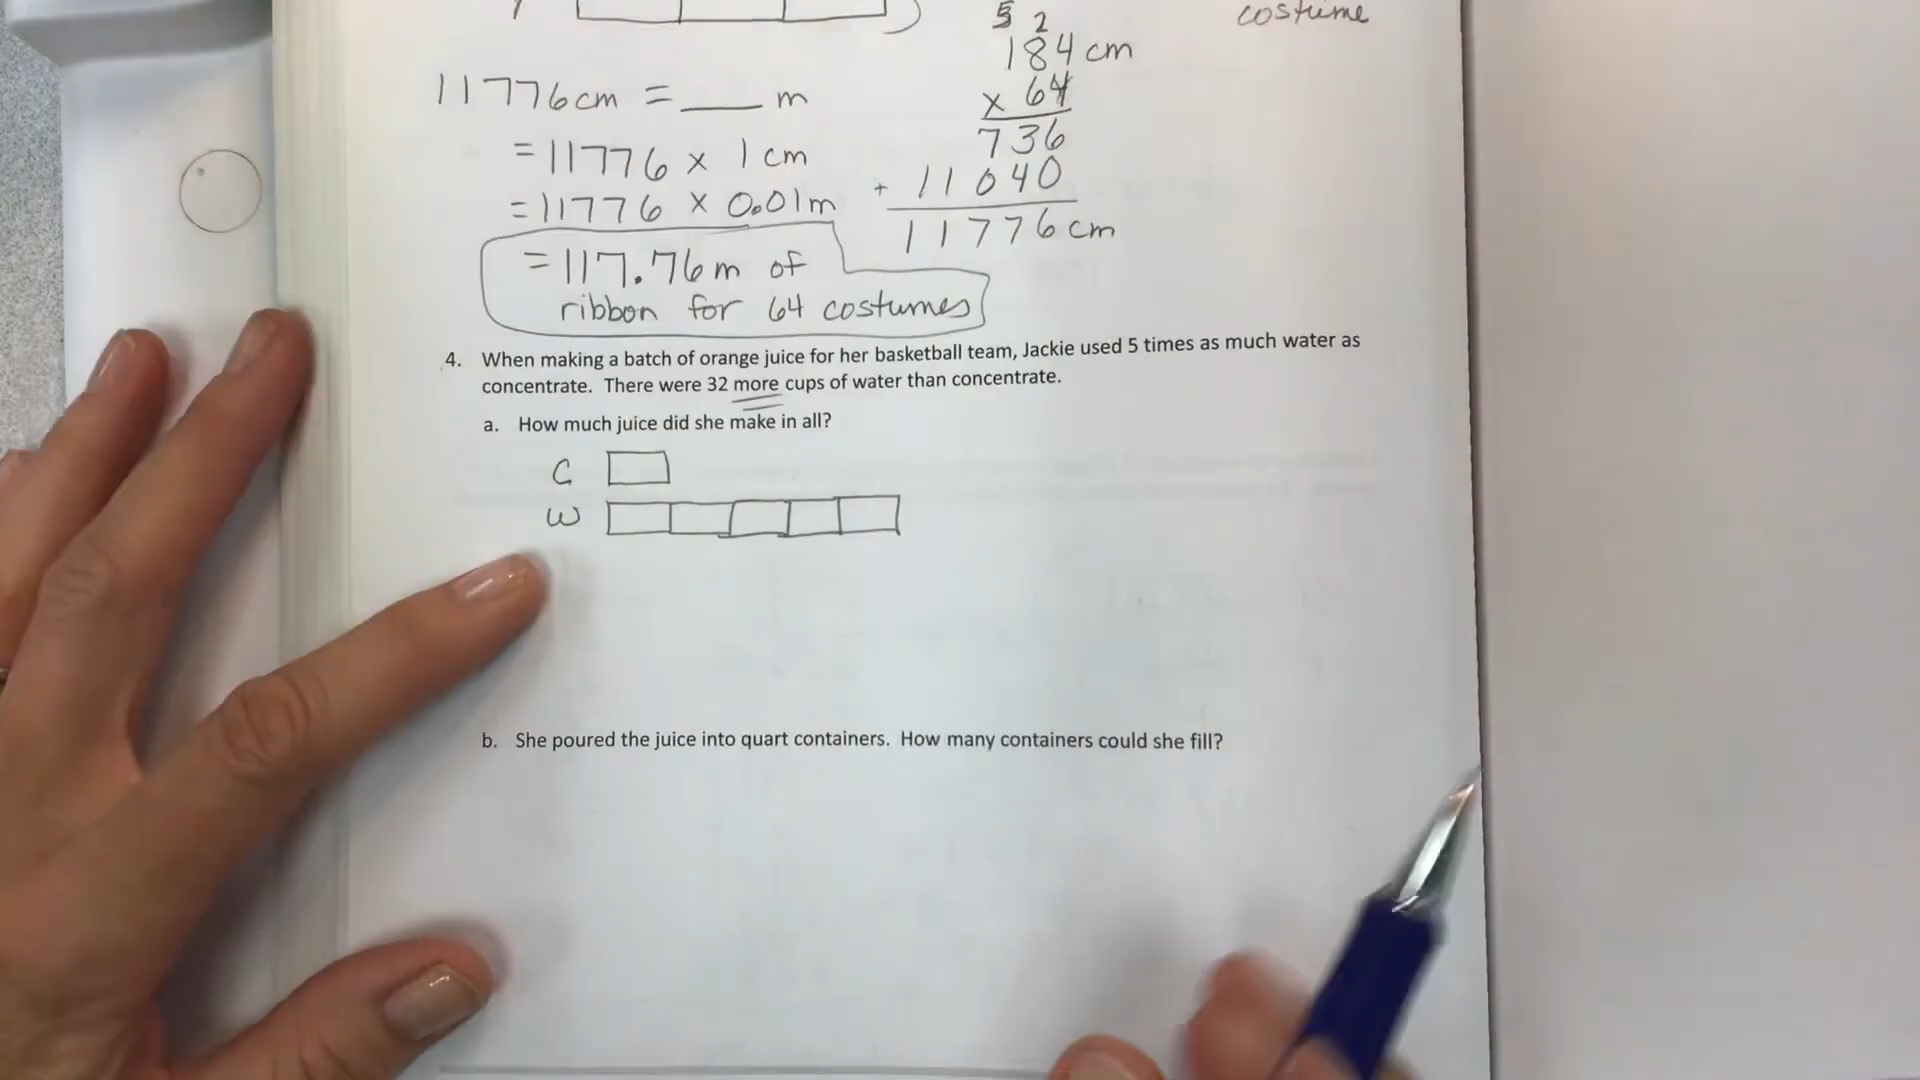 costume
5 2
184 cm
x 64
736
+ 11040
11776 cm
11776 cm = ___ m
= 11776 x 1 cm
= 11776 x 0.01m
= 117.76 m of
ribbon for 64 costumes
4. When making a batch of orange juice for her basketball team, Jackie used 5 times as much water as
concentrate. There were 32 more cups of water than concentrate.
a. How much juice did she make in all?
C
W
b. She poured the juice into quart containers. How many containers could she fill?